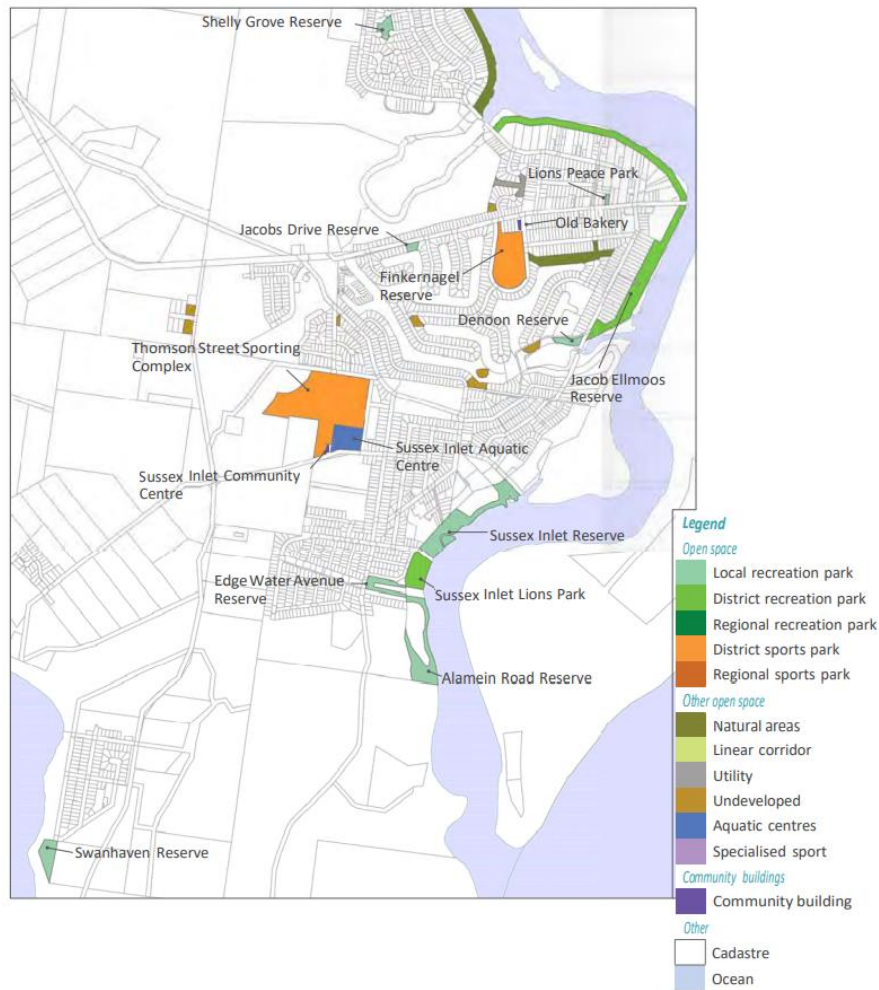 Shelly Grove Reserve
Lions Peace Park
Jacobs Drive Reserve
Old Bakery
Finkernagel
Reserve
Denoon Reserve
Thomson Street Sporting
Complex
Jacob Ellmoos
Reserve
Sussex Inlet Aquatic
Centre
Sussex Inlet Community
Centre
Sussex Inlet Reserve
Edge Water Avenue
Reserve
Sussex Inlet Lions Park
Alamein Road Reserve
Swanhaven Reserve
Legend
Open space
Local recreation park
District recreation park
Regional recreation park
District sports park
Regional sports park
Other open space
Natural areas
Linear corridor
Utility
Undeveloped
Aquatic centres
Specialised sport
Community buildings
Community building
Other
Cadastre
Ocean